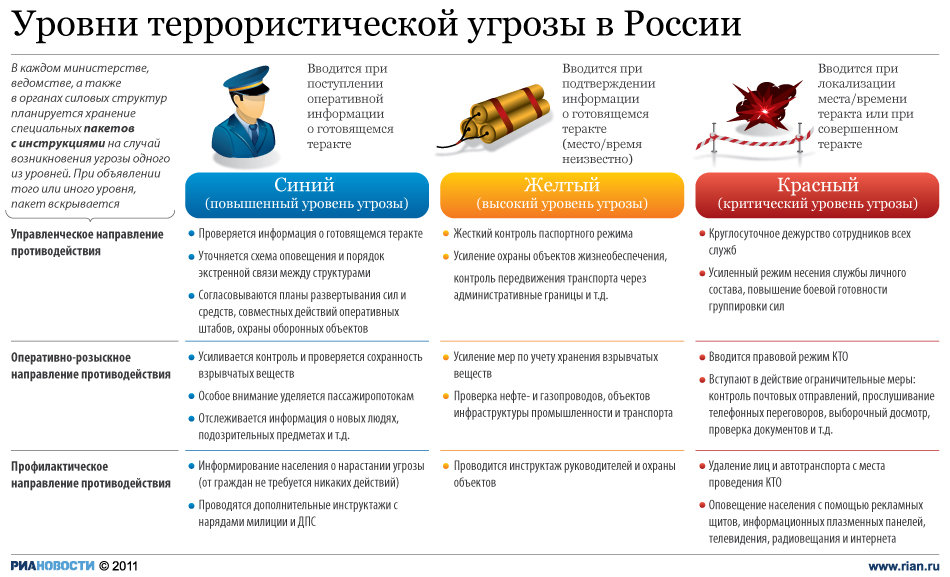 Уровни террористической угрозы в России
В каждом министерстве,
ведомстве, а также
в органах силовых структур
планируется хранение
специальных пакетов
с инструкциями на случай
возникновения угрозы одного
из уровней. При объявлении
того или иного уровня,
пакет вскрывается
Вводится при
поступлении
оперативной
информации
о готовящемся
теракте
Вводится при
подтверждении
информации
о готовящемся
теракте
(место/время
неизвестно)
Вводится при
локализации
места/времени
теракта или при
совершенном
теракте
Синий
(повышенный уровень угрозы)
Желтый
(высокий уровень угрозы)
Красный
(критический уровень угрозы)
Управленческое направление
противодействия
• Проверяется информация о готовящемся теракте
• Уточняется схема оповещения и порядок
экстренной связи между структурами
• Согласовываются планы развертывания сил и
средств, совместных действий оперативных
штабов, охраны оборонных объектов
• Жесткий контроль паспортного режима
• Усиление охраны объектов жизнеобеспечения,
контроль передвижения транспорта через
административные границы и т.д.
• Круглосуточное дежурство сотрудников всех
служб
• Усиленный режим несения службы личного
состава, повышение боевой готовности
группировки сил
Оперативно-розыскное
направление противодействия
• Усиливается контроль и проверяется сохранность
взрывчатых веществ
• Особое внимание уделяется пассажиропотокам
• Отслеживается информация о новых людях,
подозрительных предметах и т.д.
• Усиление мер по учету хранения взрывчатых
веществ
• Проверка нефте- и газопроводов, объектов
инфраструктуры промышленности и транспорта
• Вводится правовой режим КТО
• Вступают в действие ограничительные меры:
контроль почтовых отправлений, прослушивание
телефонных переговоров, выборочный досмотр,
проверка документов и т.д.
Профилактическое
направление противодействия
• Информирование населения о нарастании угрозы
(от граждан не требуется никаких действий)
• Проводятся дополнительные инструктажи с
нарядами милиции и ДПС
• Проводится инструктаж руководителей и охраны
объектов
• Удаление лиц и автотранспорта с места
проведения КТО
• Оповещение населения с помощью рекламных
щитов, информационных плазменных панелей,
телевидения, радиовещания и интернета
РИАНОВОСТИ © 2011
www.rian.ru